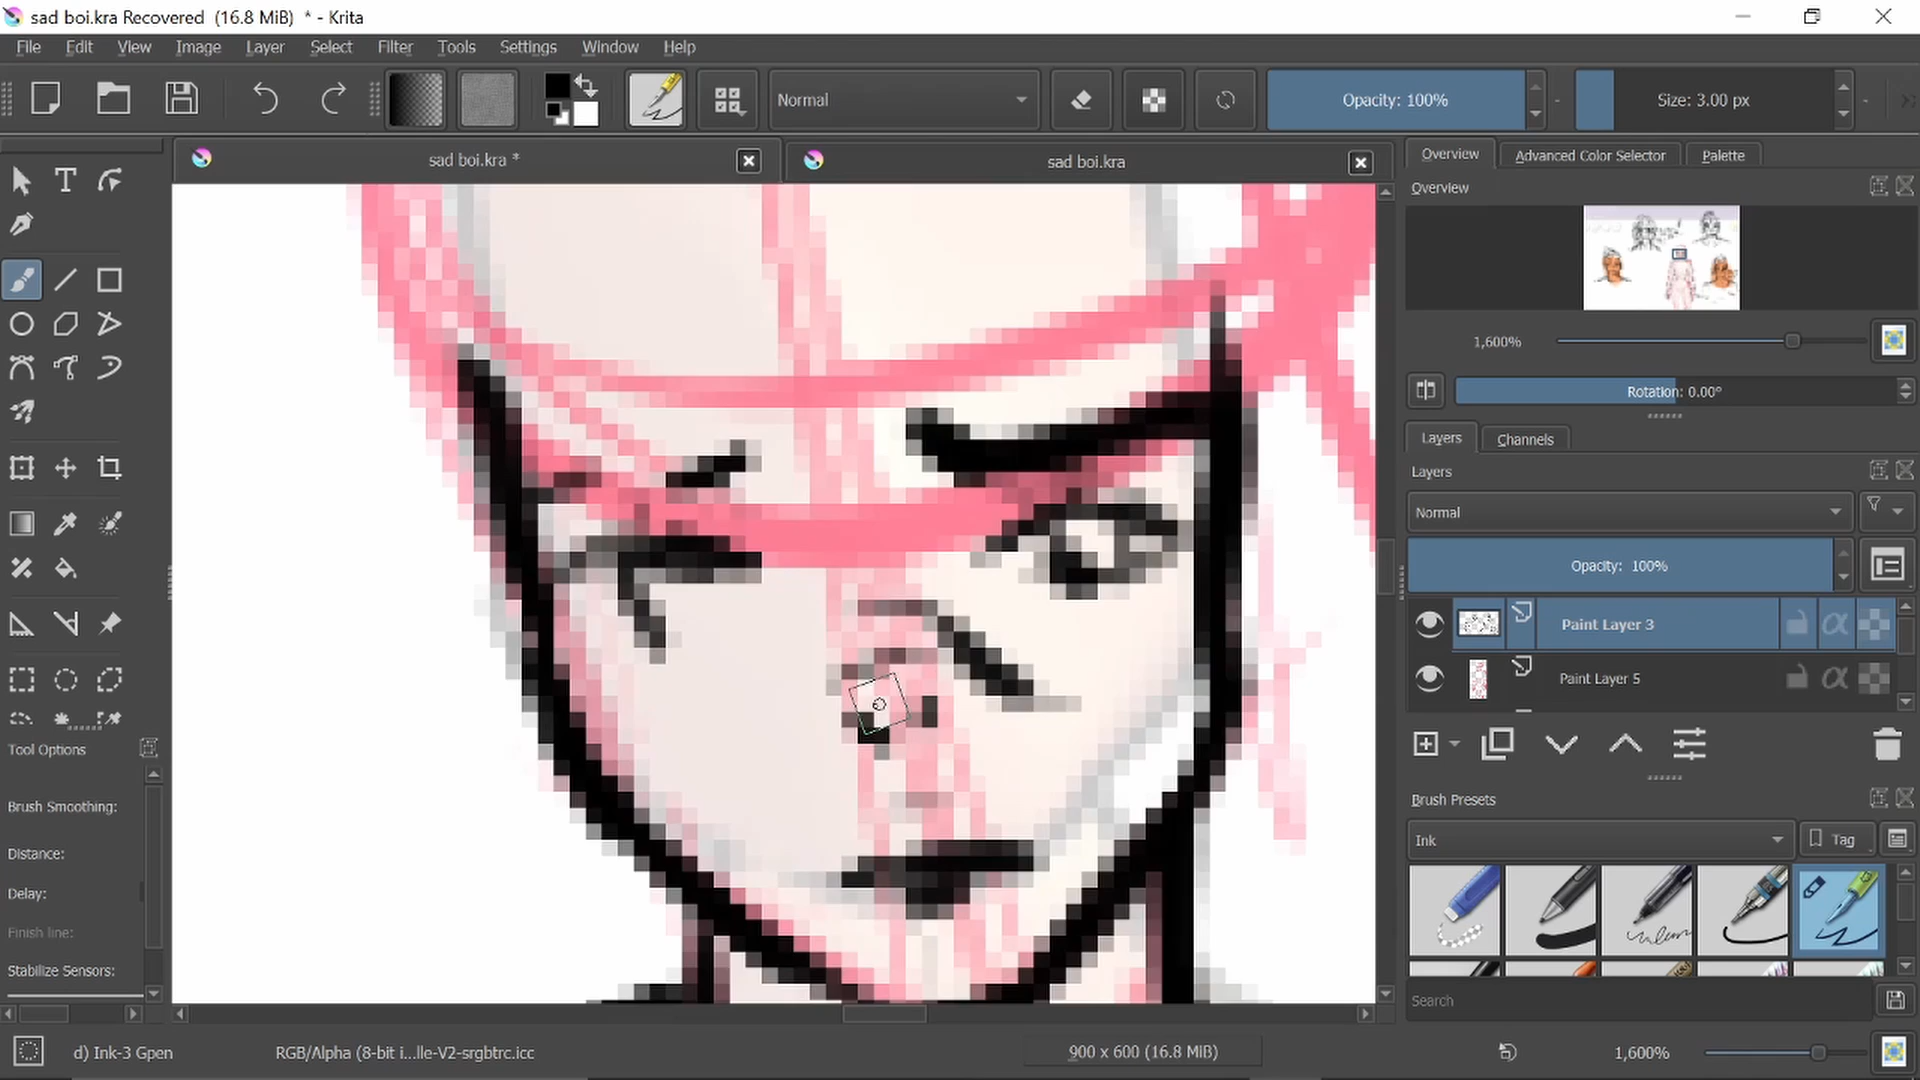 sad boi.kra Recovered (16.8 MiB) * - Krita
File Edit View Image Layer Select Filter Tools Settings Window Help
Normal
Opacity: 100%
Size: 3.00 px
sad boi.kra *
sad boi.kra
Overview
Advanced Color Selector
Palette
Overview
1,600%
Rotation: 0.00°
Layers
Channels
Layers
Normal
Opacity: 100%
Paint Layer 3
Paint Layer 5
Tool Options
Brush Smoothing:
Distance:
Delay:
Finish line:
Stabilize Sensors:
Brush Presets
Ink
Tag
Search
d) Ink-3 Gpen
RGB/Alpha (8-bit i...lle-V2-srgbtrc.icc
900 x 600 (16.8 MiB)
1,600%